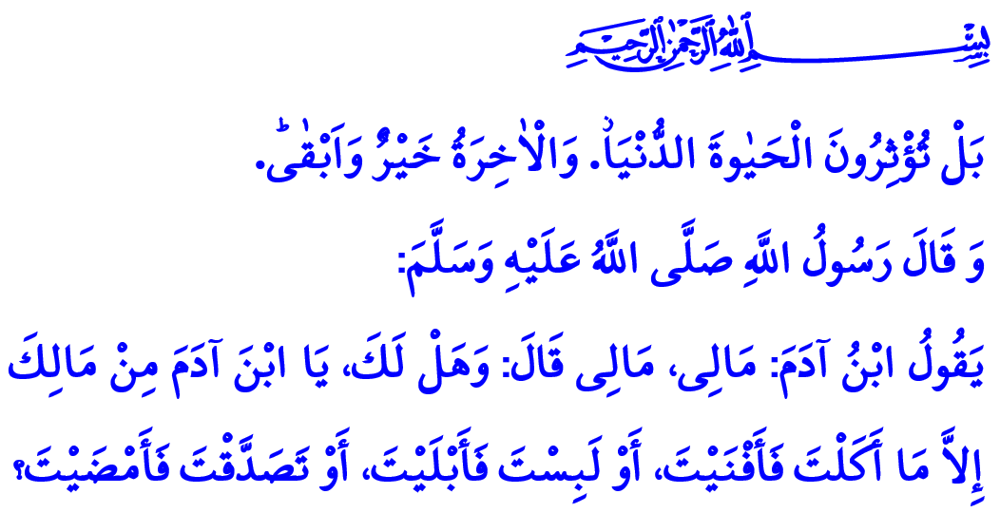 بِسْمِ اللّٰهِ الرَّحْمٰنِ الرَّحِيمِ
بَلْ تُؤْثِرُونَ الْحَيٰوةَ الدُّنْيَاۘ. وَالْاٰخِرَةُ خَيْرٌ وَاَبْقٰىۜ.
وَ قَالَ رَسُولُ اللَّهِ صَلَّى اللَّهُ عَلَيْهِ وَسَلَّمَ:
يَقُولُ ابْنُ آدَمَ: مَالِى، مَالِى قَالَ: وَهَلْ لَكَ، يَا ابْنَ آدَمَ مِنْ مَالِكَ
إِلاَّ مَا أَكَلْتَ فَأَفْنَيْتَ، أَوْ لَبِسْتَ فَأَبْلَيْتَ، أَوْ تَصَدَّقْتَ فَأَمْضَيْتَ؟